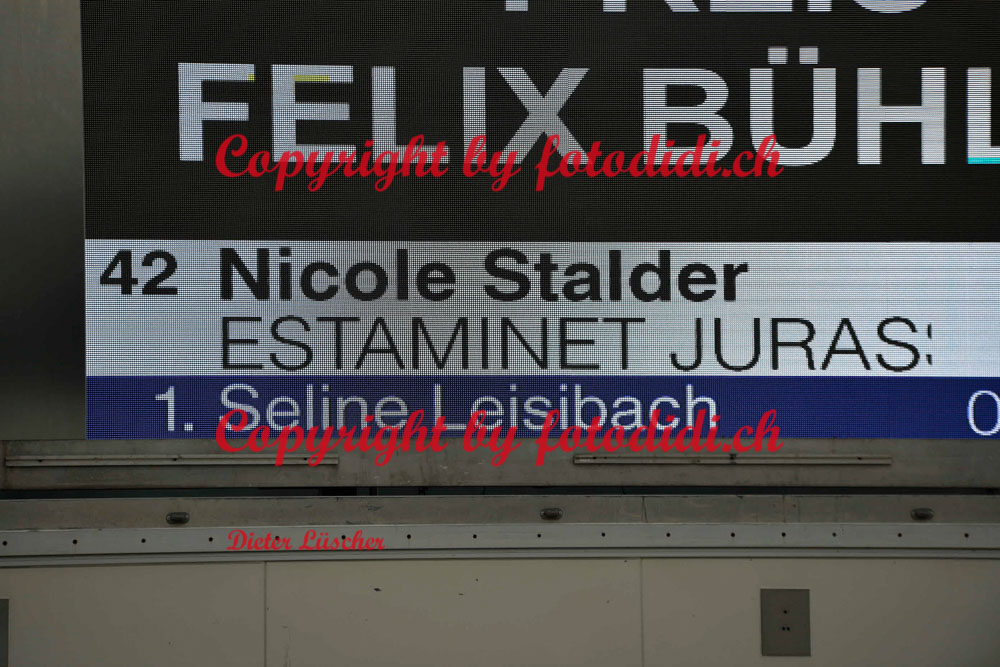 FELIX BÜHL
Copyright by fotodidi.ch
42 Nicole Stalder
ESTAMINET JURAS
1. Seline Leisibach 0
Copyright by fotodidi.ch
Dieter Lüscher